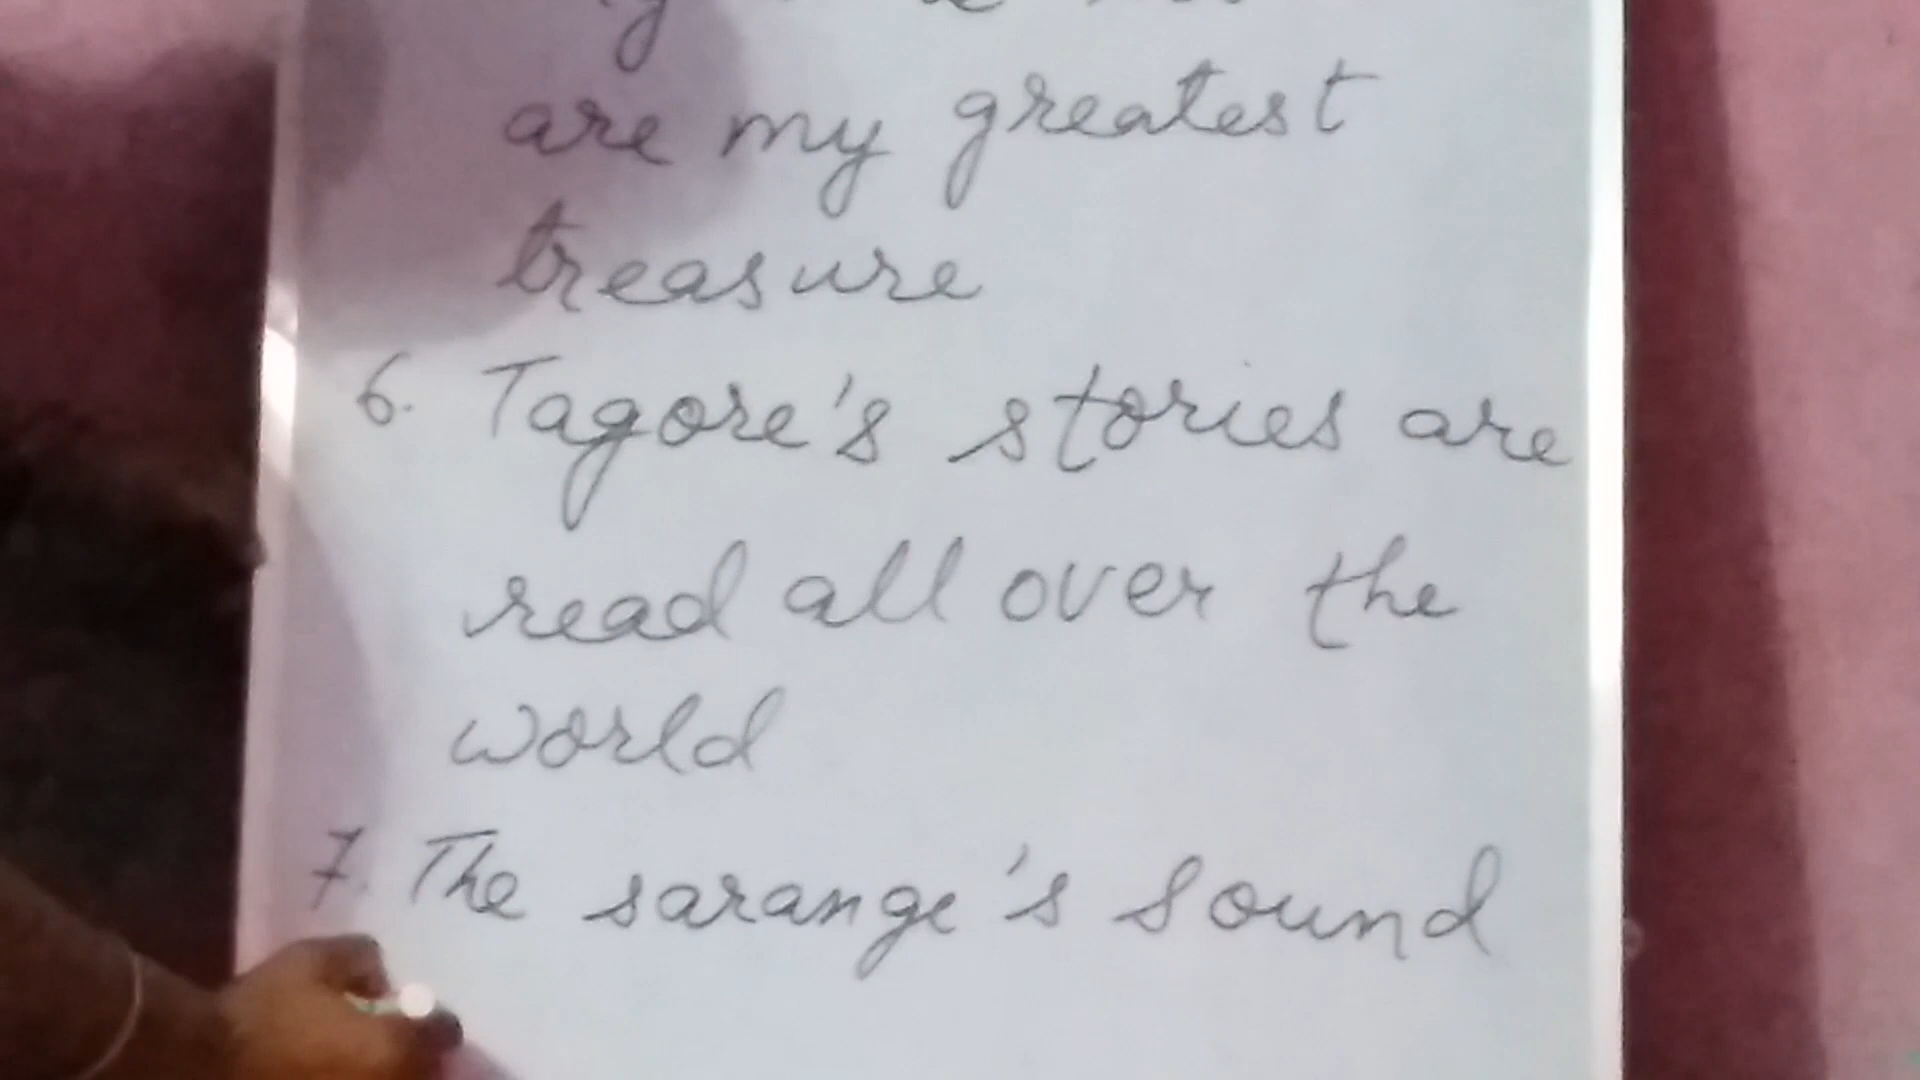 are my greatest
treasure
6. Tagore's stories are
read all over the
world
7. The sarange's sound